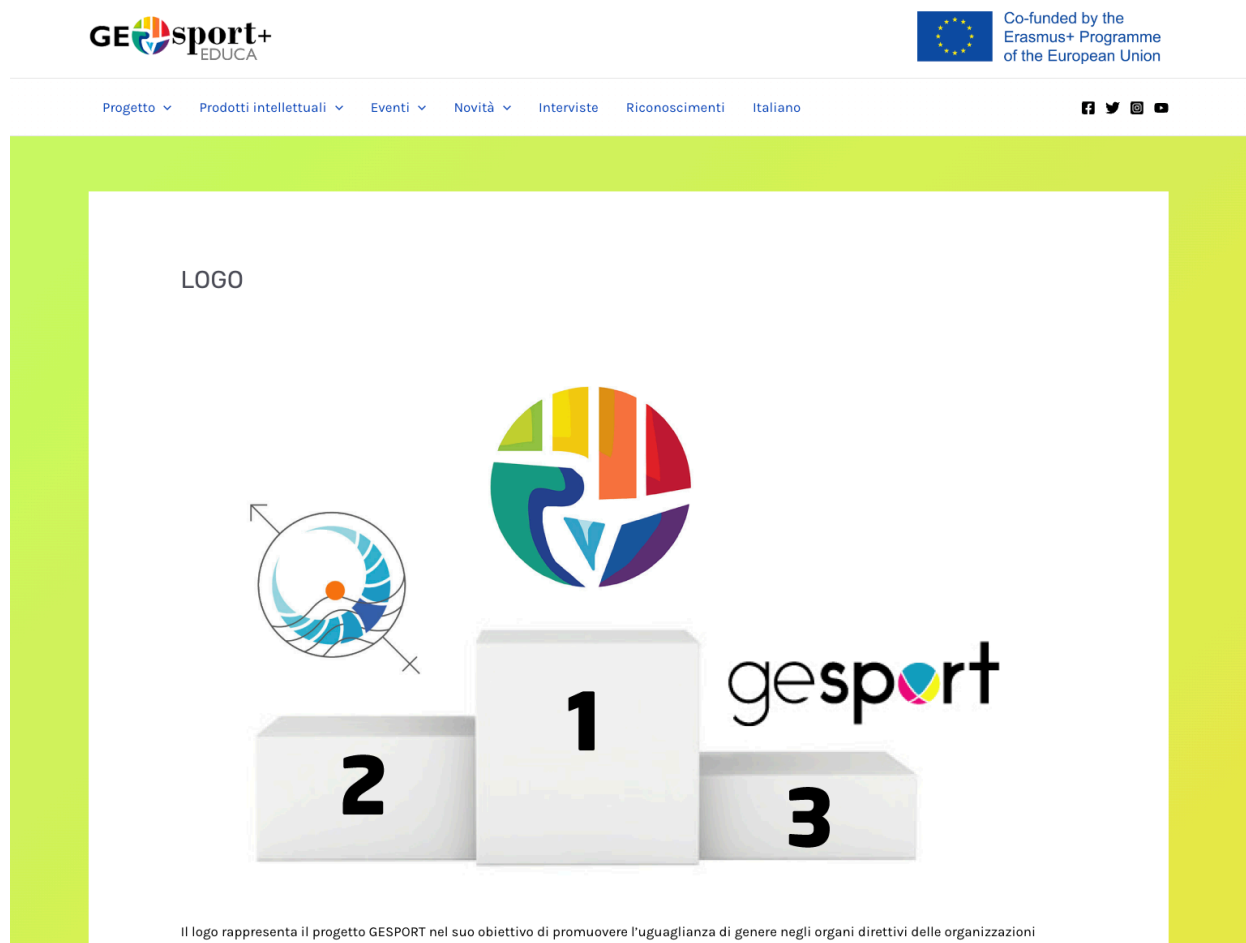 GE sport+
EDUCA
Co-funded by the
Erasmus+ Programme
of the European Union
Progetto Prodotti intellettuali Eventi Novità Interviste Riconoscimenti Italiano
LOGO
gesport
1
2
3
Il logo rappresenta il progetto GESPORT nel suo obiettivo di promuovere l’uguaglianza di genere negli organi direttivi delle organizzazioni